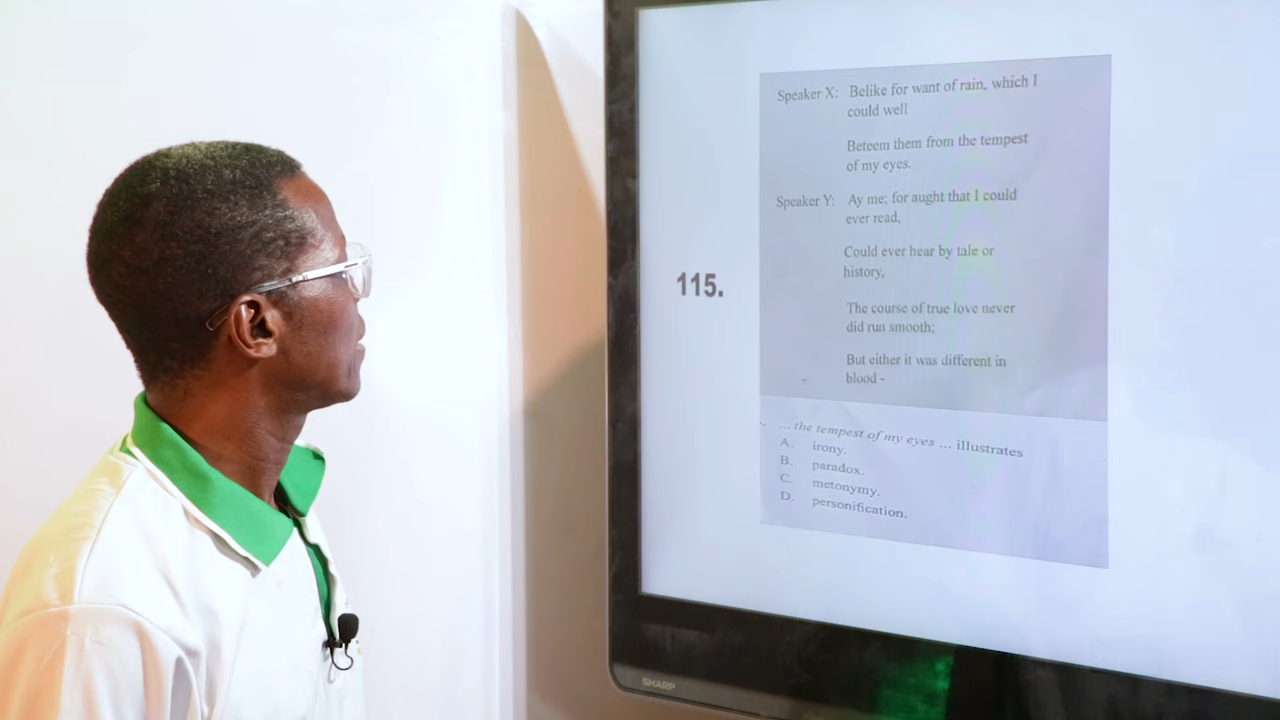 Speaker X: Belike for want of rain, which I
could well
Beteem them from the tempest
of my eyes.
Speaker Y: Ay me; for aught that I could
ever read,
Could ever hear by tale or
history,
115.
The course of true love never
did run smooth;
But either it was different in
blood -
... the tempest of my eyes ... illustrates
A. irony.
B. paradox.
C. metonymy.
D. personification.
SHARP